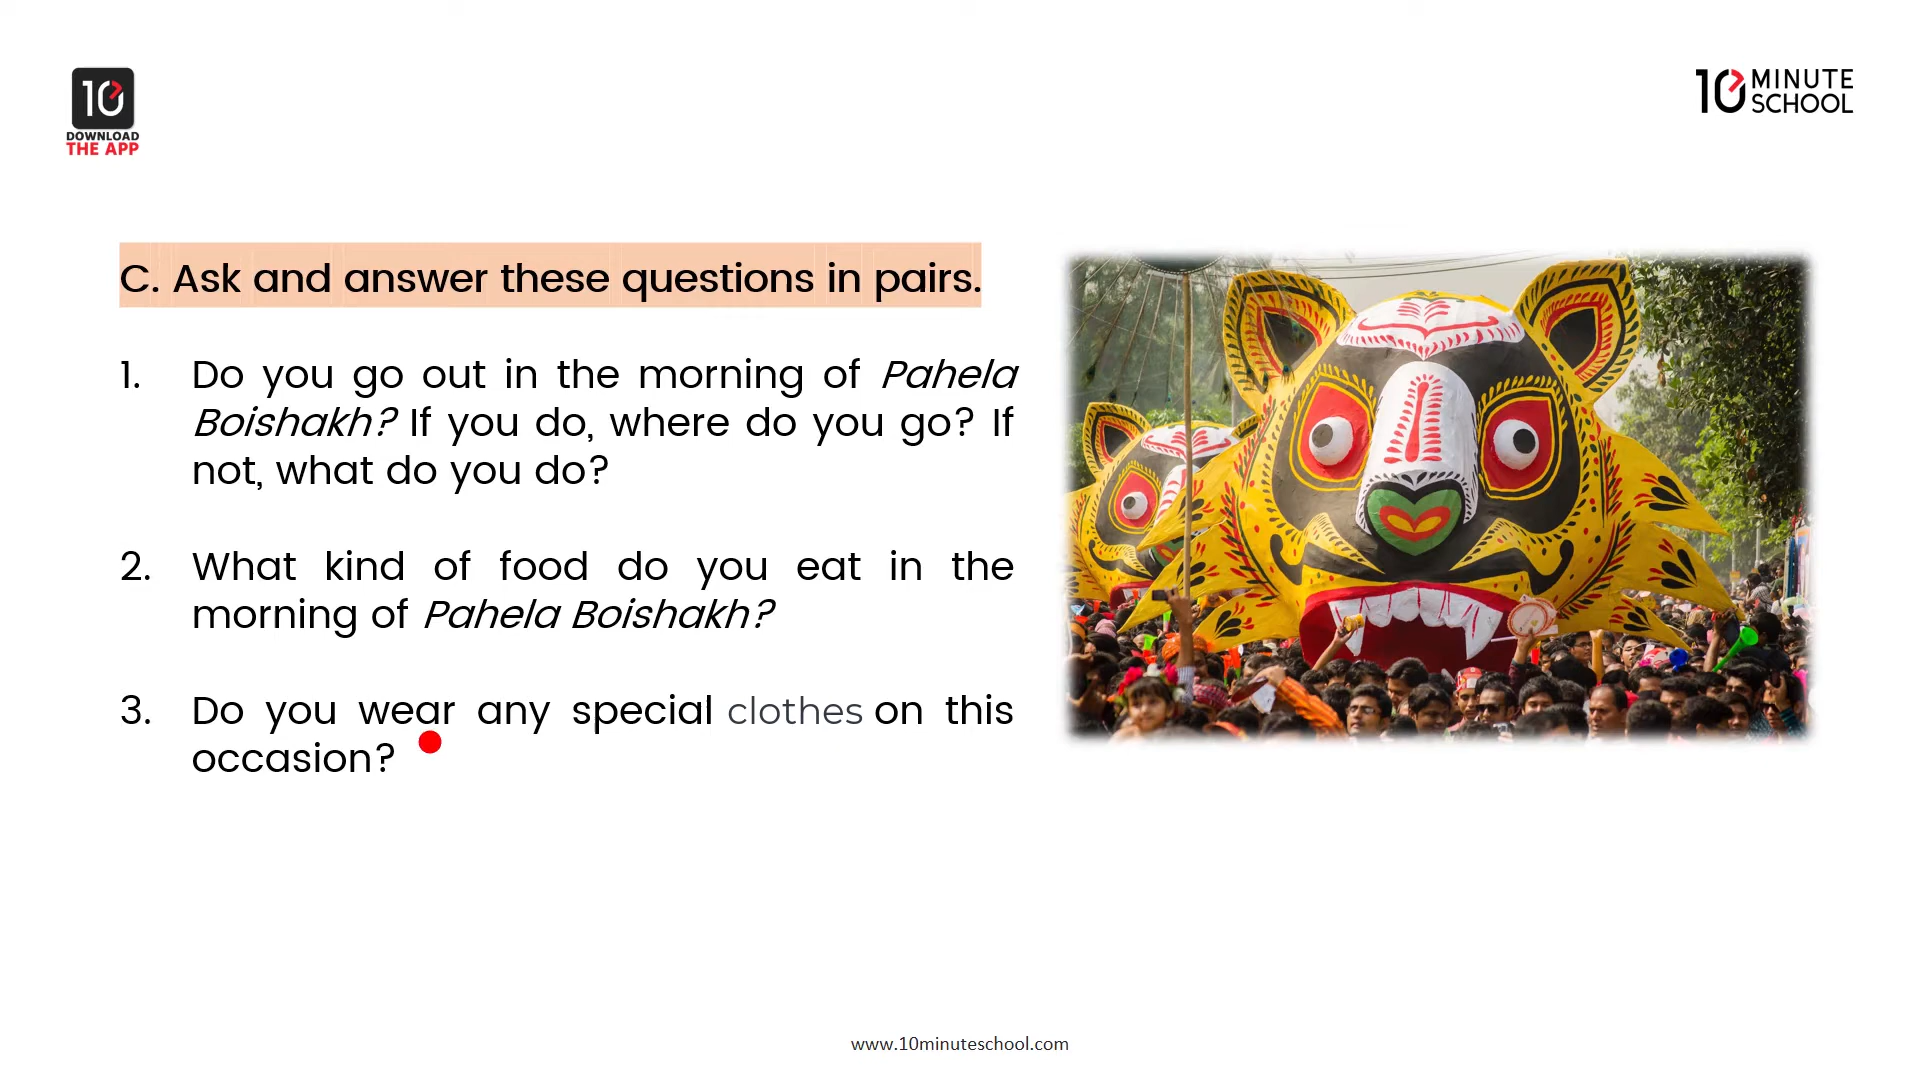 10
DOWNLOAD
THE APP
10 MINUTE
SCHOOL
C. Ask and answer these questions in pairs.
1. Do you go out in the morning of Pahela
Boishakh? If you do, where do you go? If
not, what do you do?
2. What kind of food do you eat in the
morning of Pahela Boishakh?
3. Do you wear any special clothes on this
occasion?
www.10minuteschool.com